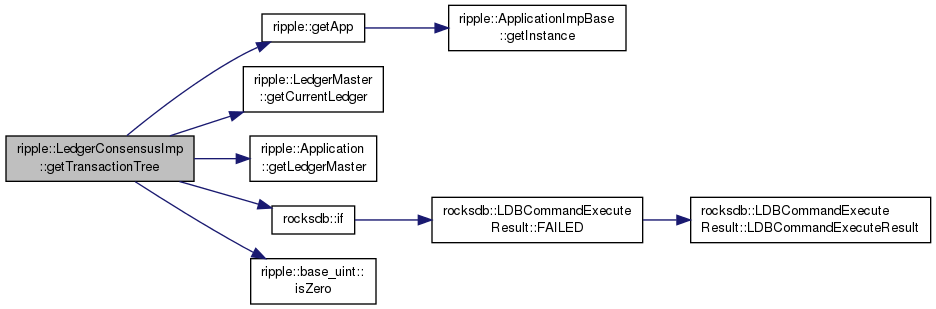 ripple::getApp
ripple::ApplicationImpBase
::getInstance
ripple::LedgerMaster
::getCurrentLedger
ripple::LedgerConsensusImp
::getTransactionTree
ripple::Application
::getLedgerMaster
rocksdb::if
rocksdb::LDBCommandExecute
Result::FAILED
rocksdb::LDBCommandExecute
Result::LDBCommandExecuteResult
ripple::base_uint::
isZero